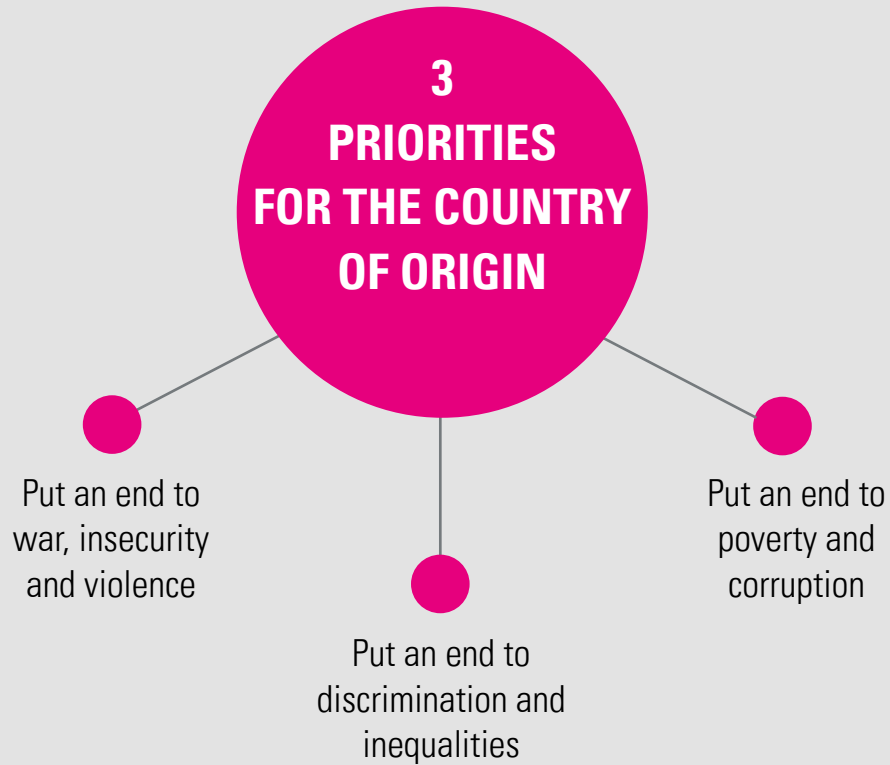 3
PRIORITIES
FOR THE COUNTRY
OF ORIGIN
Put an end to
war, insecurity
and violence
Put an end to
discrimination and
inequalities
Put an end to
poverty and
corruption